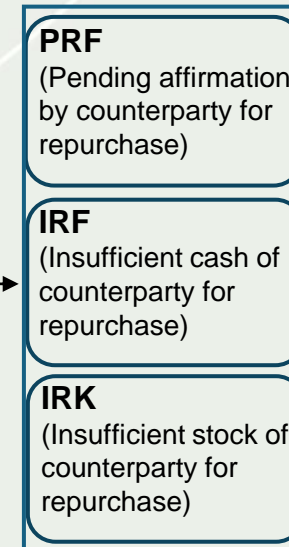 PRF
(Pending affirmation
by counterparty for
repurchase)
IRF
(Insufficient cash of
counterparty for
repurchase)
IRK
(Insufficient stock of
counterparty for
repurchase)